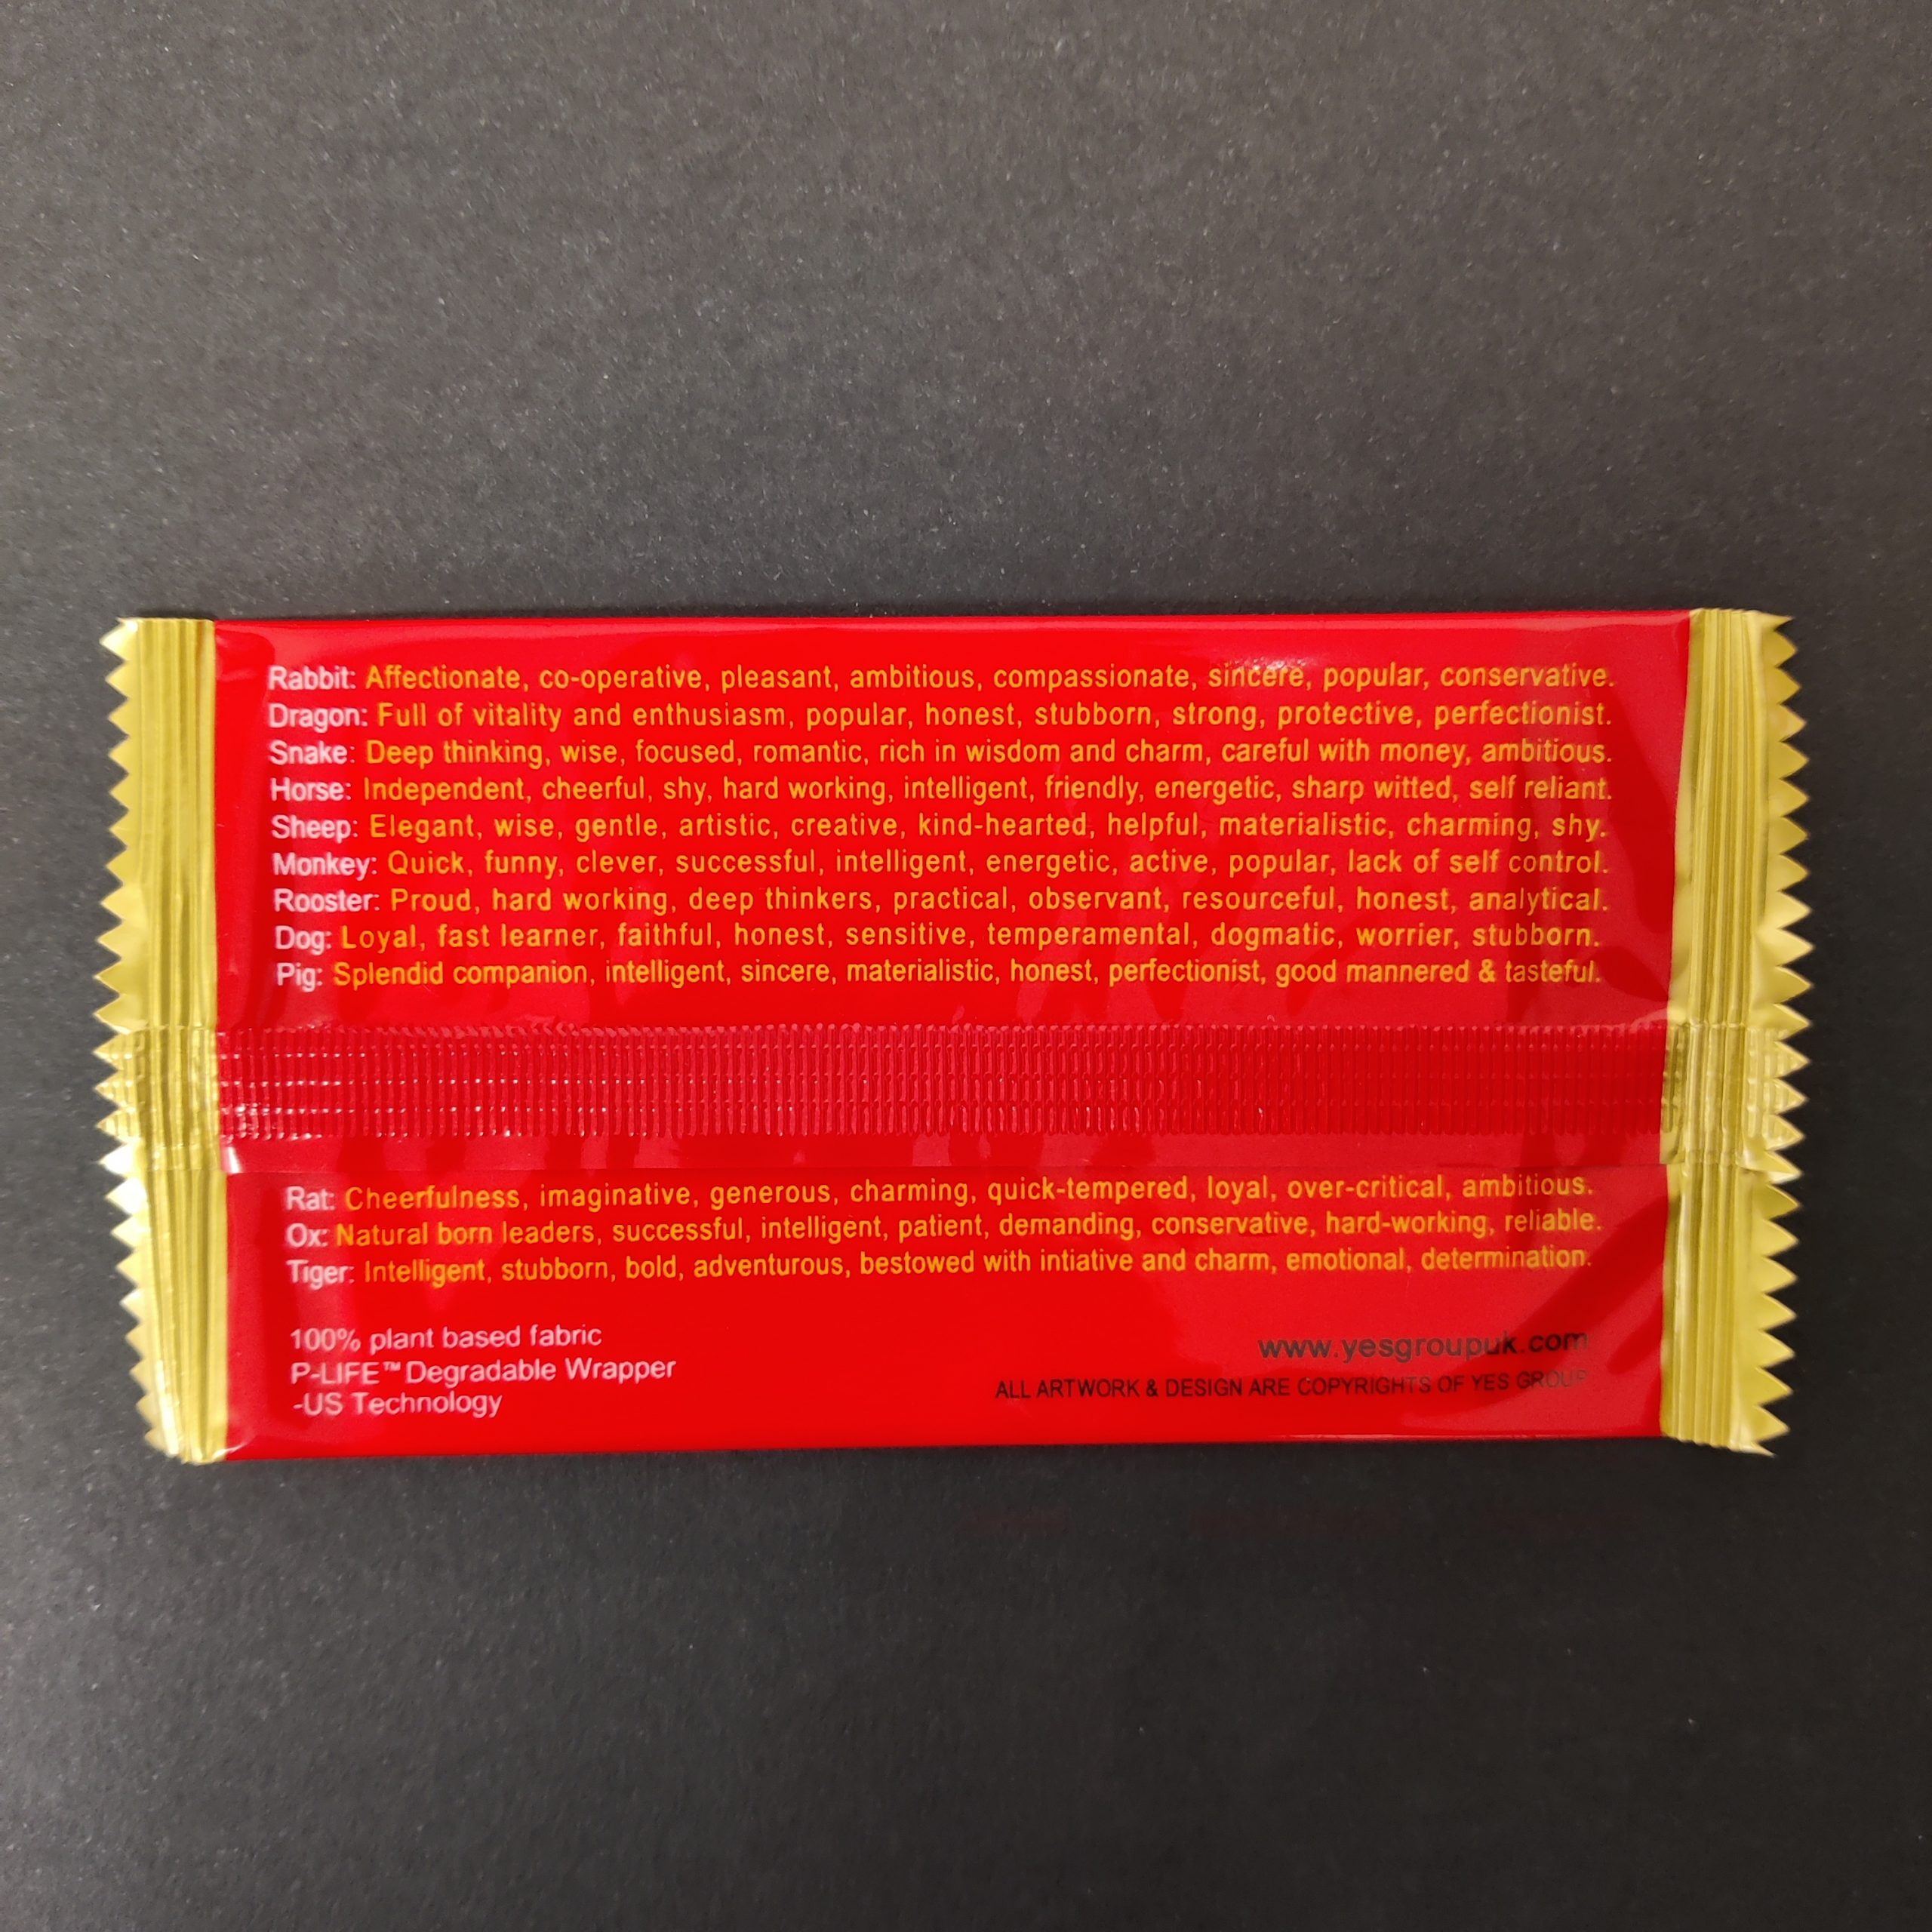 Rabbit: Affectionate, co-operative, pleasant, ambitious, compassionate, sincere, popular, conservative.
Dragon: Full of vitality and enthusiasm, popular, honest, stubborn, strong, protective, perfectionist.
Snake: Deep thinking, wise, focused, romantic, rich in wisdom and charm, careful with money, ambitious.
Horse: Independent, cheerful, shy, hard working, intelligent, friendly, energetic, sharp witted, self reliant.
Sheep: Elegant, wise, gentle, artistic, creative, kind-hearted, helpful, materialistic, charming, shy.
Monkey: Quick, funny, clever, successful, intelligent, energetic, active, popular, lack of self control.
Rooster: Proud, hard working, deep thinkers, practical, observant, resourceful, honest, analytical.
Dog: Loyal, fast learner, faithful, honest, sensitive, temperamental, dogmatic, worrier, stubborn.
Pig: Splendid companion, intelligent, sincere, materialistic, honest, perfectionist, good mannered & tasteful.
Rat: Cheerfulness, imaginative, generous, charming, quick-tempered, loyal, over-critical, ambitious.
Ox: Natural born leaders, successful, intelligent, patient, demanding, conservative, hard-working, reliable.
Tiger: Intelligent, stubborn, bold, adventurous, bestowed with intiative and charm, emotional, determination.
100% plant based fabric
P-LIFE™ Degradable Wrapper
-US Technology
www.yesgroupuk.com
ALL ARTWORK & DESIGN ARE COPYRIGHTS OF YES GROUP